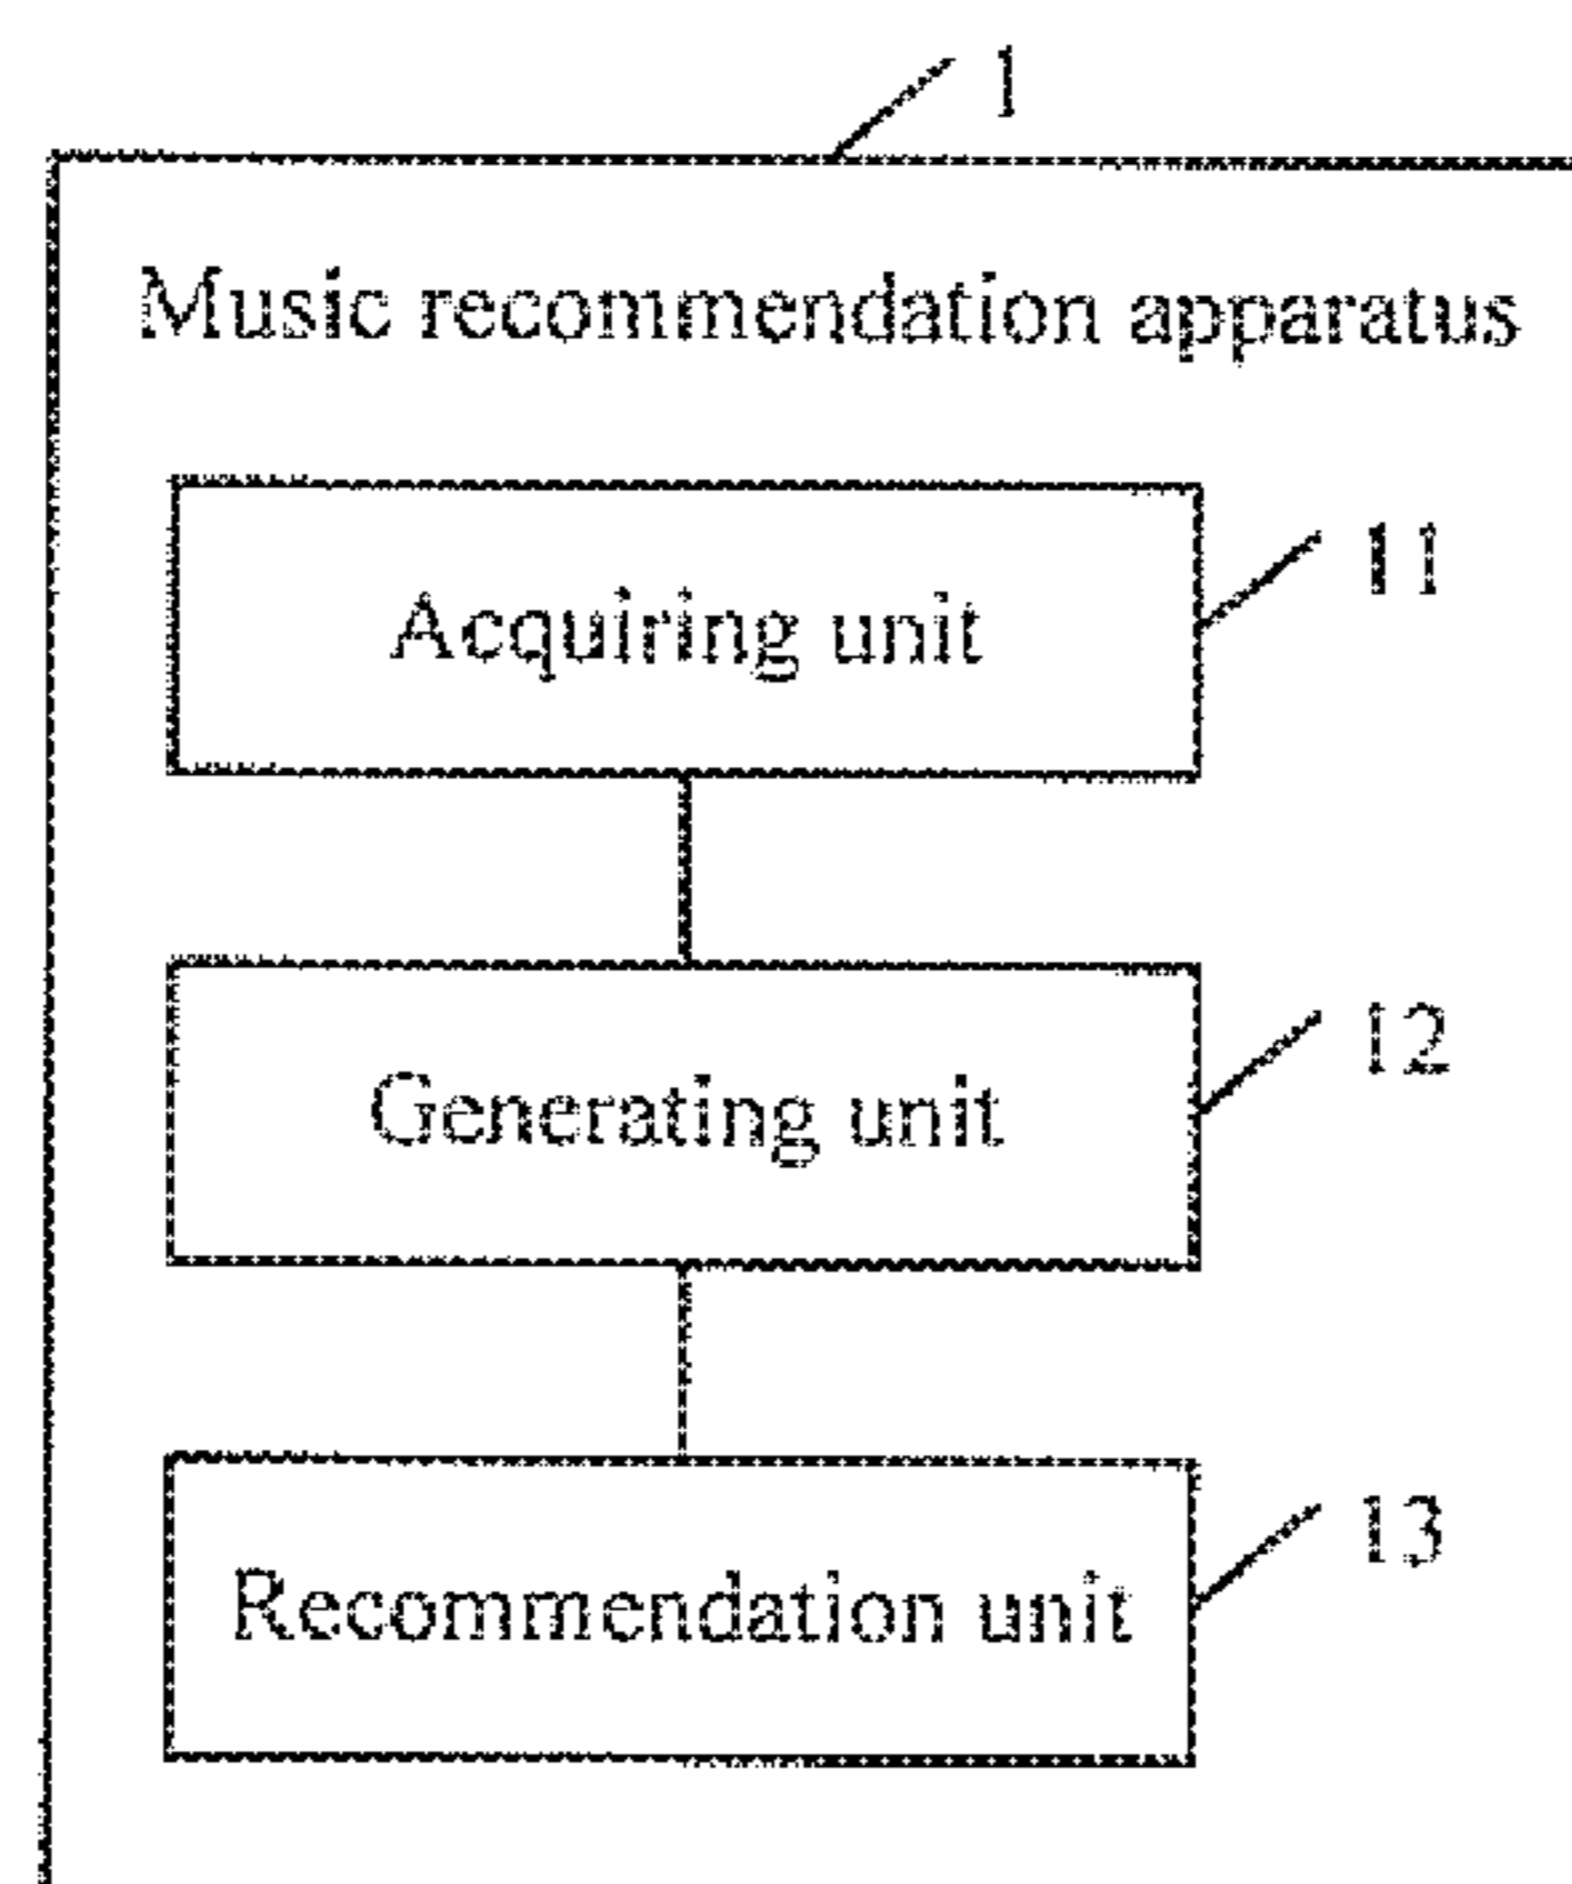 1
Music recommendation apparatus
11
Acquiring unit
12
Generating unit
13
Recommendation unit